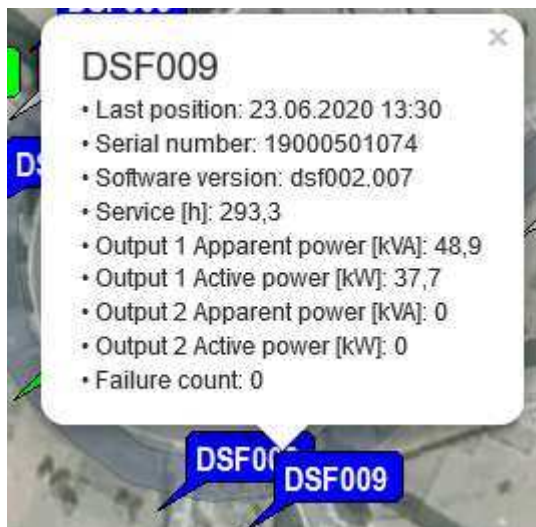 ×
DSF009
• Last position: 23.06.2020 13:30
• Serial number: 19000501074
• Software version: dsf002.007
• Service [h]: 293,3
• Output 1 Apparent power [kVA]: 48,9
• Output 1 Active power [kW]: 37,7
• Output 2 Apparent power [kVA]: 0
• Output 2 Active power [kW]: 0
• Failure count: 0
DSF009